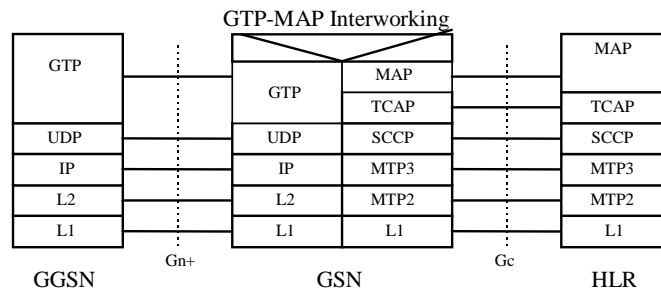 GTP-MAP Interworking
GTP
UDP
IP
L2
L1
GTP
UDP
IP
L2
L1
MAP
TCAP
SCCP
MTP3
MTP2
L1
MAP
TCAP
SCCP
MTP3
MTP2
L1
Gn+
Gc
GGSN
GSN
HLR